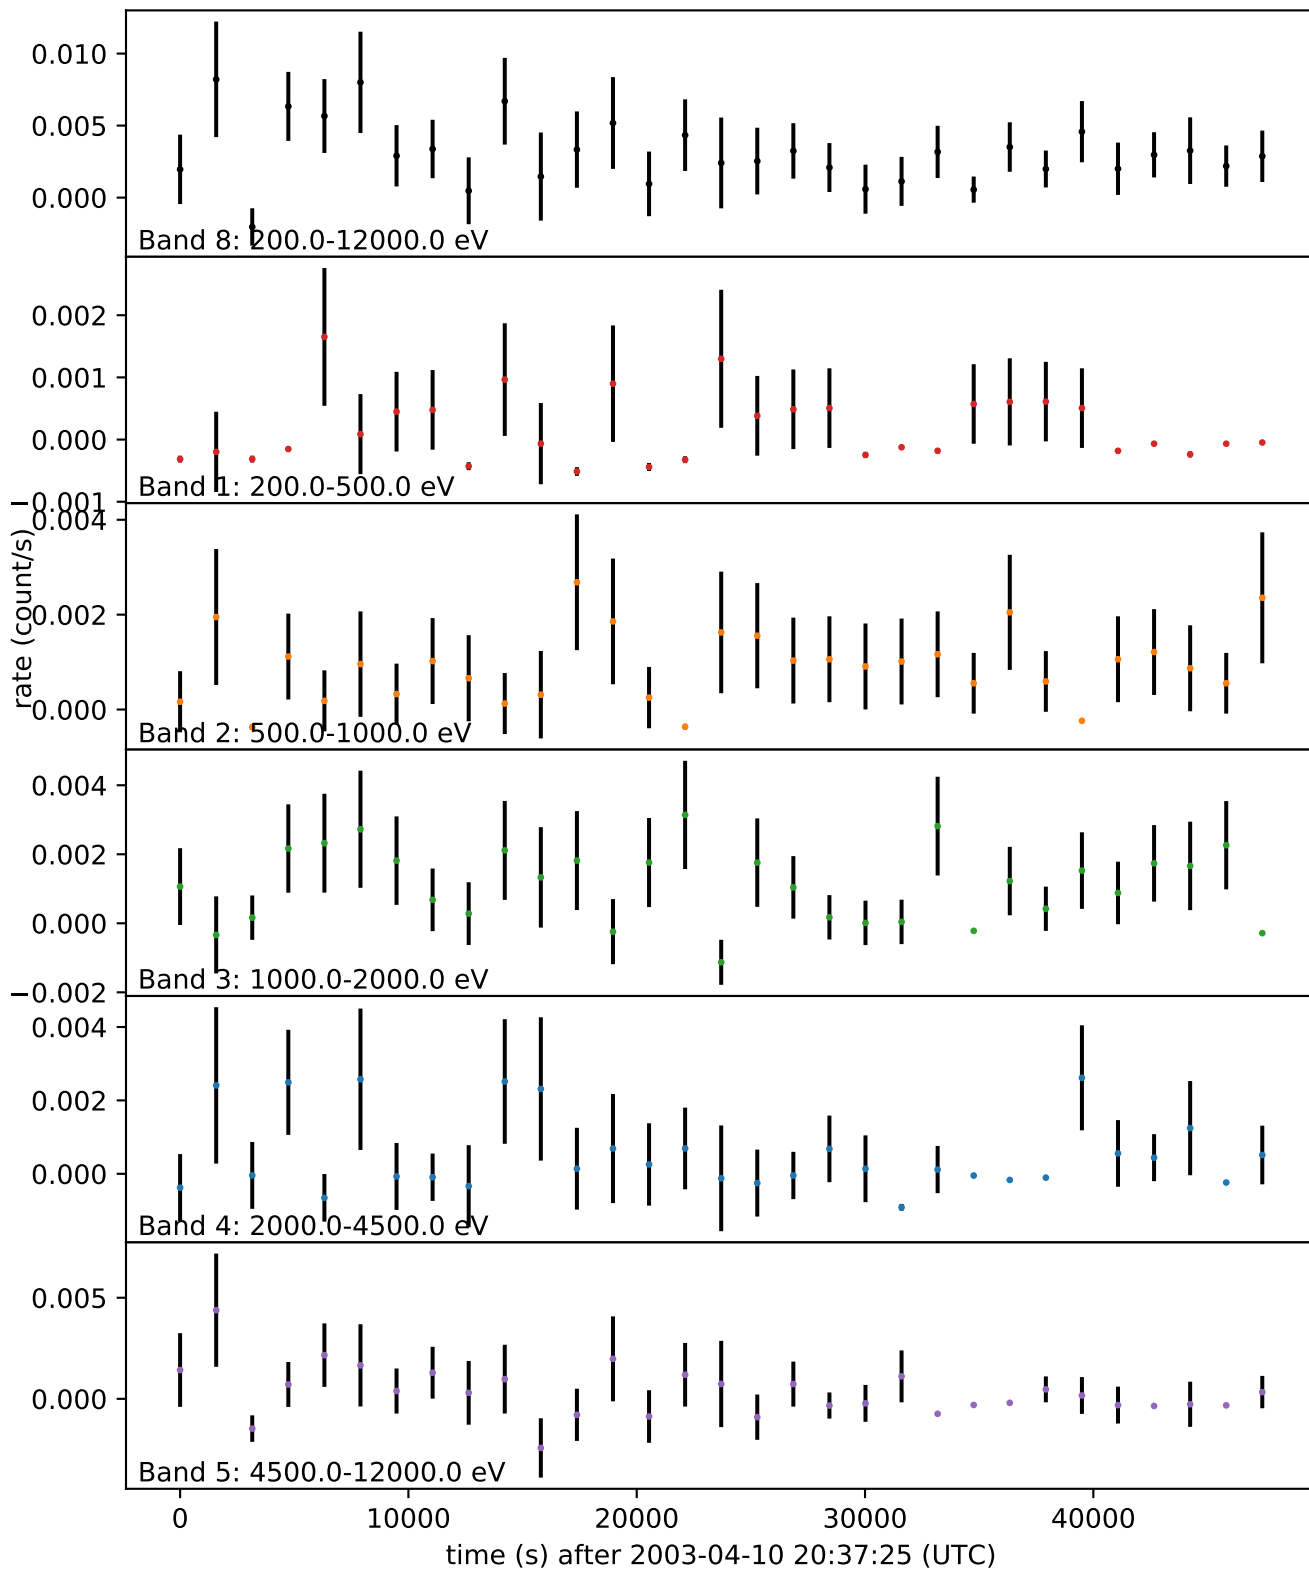 0.010
0.005
0.000
Band 8: 200.0-12000.0 eV
0.002
0.001
0.000
−0.001
Band 1: 200.0-500.0 eV
rate (count/s)
0.004
0.002
0.000
Band 2: 500.0-1000.0 eV
0.004
0.002
0.000
−0.002
Band 3: 1000.0-2000.0 eV
0.004
0.002
0.000
Band 4: 2000.0-4500.0 eV
0.005
0.000
Band 5: 4500.0-12000.0 eV
0 10000 20000 30000 40000
time (s) after 2003-04-10 20:37:25 (UTC)